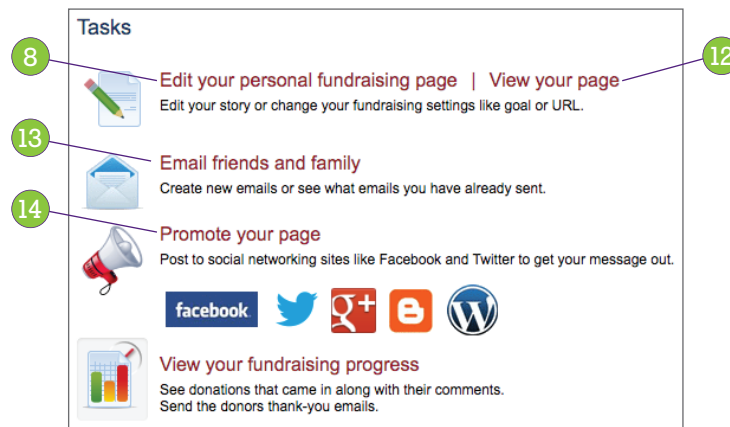 Tasks
8
Edit your personal fundraising page | View your page
12
Edit your story or change your fundraising settings like goal or URL.
13
Email friends and family
Create new emails or see what emails you have already sent.
14
Promote your page
Post to social networking sites like Facebook and Twitter to get your message out.
facebook g+ B W
View your fundraising progress
See donations that came in along with their comments.
Send the donors thank-you emails.